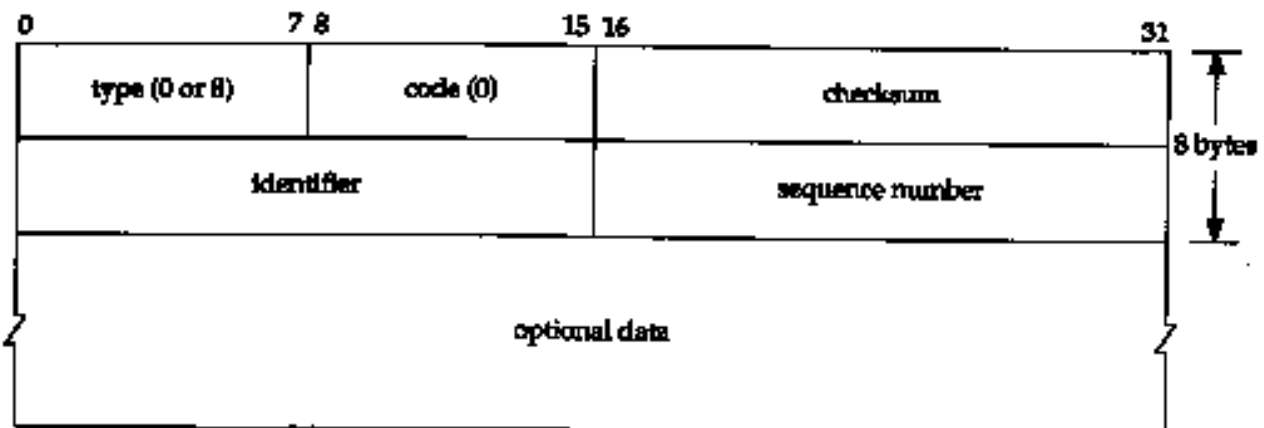 0 7 8 15 16 31
type (0 or 8) code (0) checksum
8 bytes
identifier sequence number
optional data